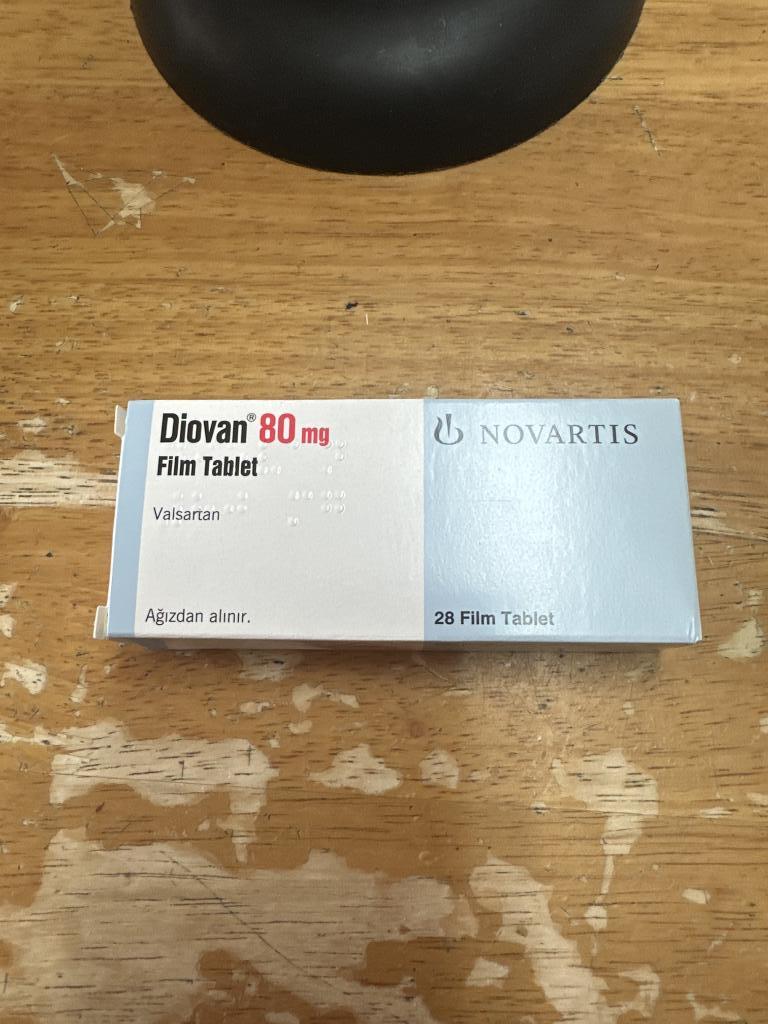 Diovan® 80 mg
Film Tablet
Valsartan
Ağızdan alınır.
NOVARTIS
28 Film Tablet